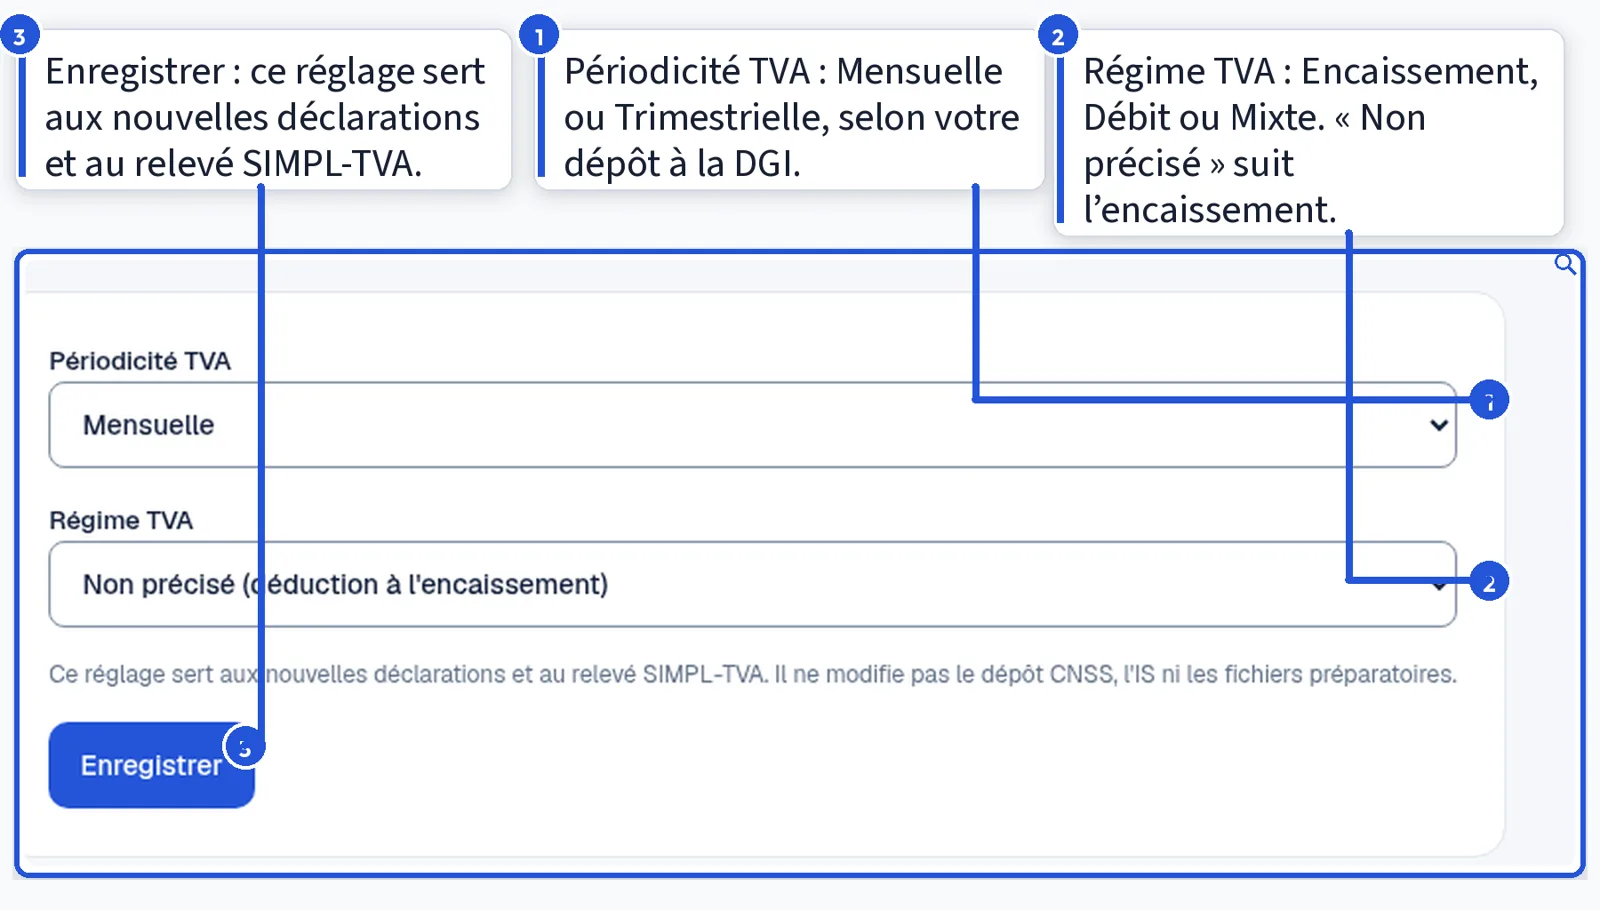 3
Enregistrer : ce réglage sert
aux nouvelles déclarations
et au relevé SIMPL-TVA.
1
Périodicité TVA : Mensuelle
ou Trimestrielle, selon votre
dépôt à la DGI.
2
Régime TVA : Encaissement,
Débit ou Mixte. « Non
précisé » suit
l’encaissement.
Périodicité TVA
Mensuelle
1
Régime TVA
Non précisé (déduction à l'encaissement)
2
Ce réglage sert aux nouvelles déclarations et au relevé SIMPL-TVA. Il ne modifie pas le dépôt CNSS, l'IS ni les fichiers préparatoires.
Enregistrer
3